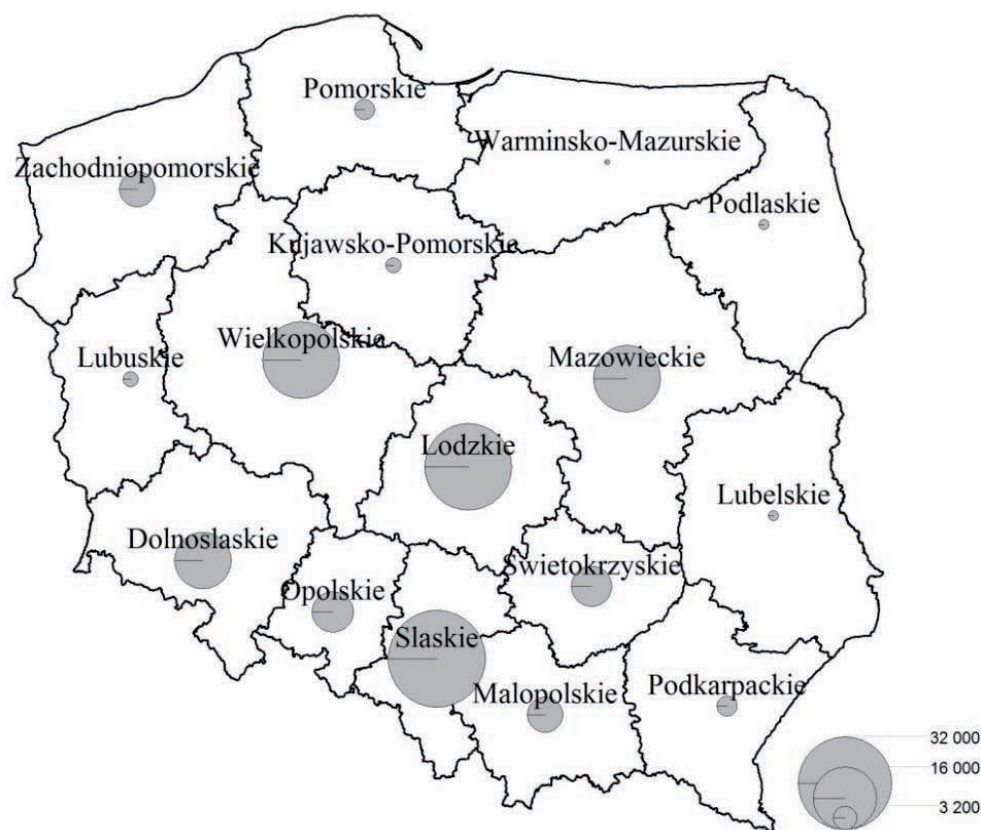 Pomorskie
Warminsko-Mazurskie
Zachodniopomorskie
Podlaskie
Kujawsko-Pomorskie
Wielkopolskie
Lubuskie
Mazowieckie
Lodzkie
Lubelskie
Dolnoslaskie
Swietokrzyskie
Opolskie
Slaskie
Malopolskie
Podkarpackie
32 000
16 000
3 200